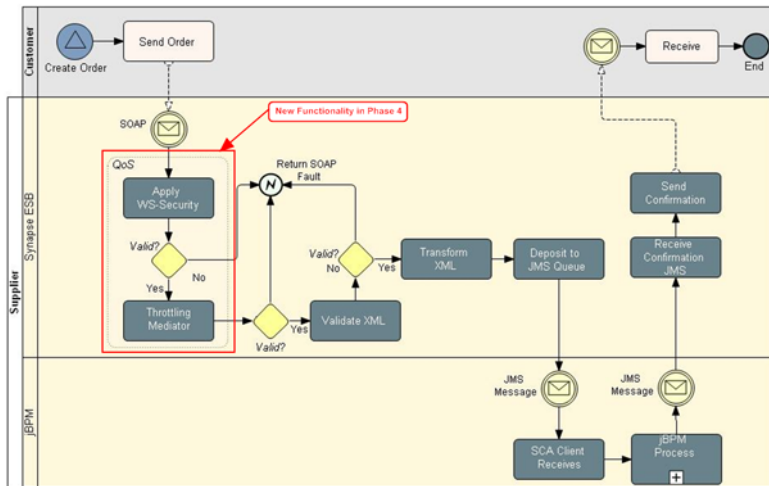 Customer
Create Order
Send Order
Receive
End
New Functionality in Phase 4
Supplier
Synapse ESB
SOAP
QoS
Apply
WS-Security
Valid?
No
Yes
Throttling
Mediator
Return SOAP
Fault
Valid?
Yes
Validate XML
Valid?
No
Yes
Transform
XML
Deposit to
JMS Queue
Send
Confirmation
Receive
Confirmation
JMS
jBPM
JMS
Message
JMS
Message
SCA Client
Receives
jBPM
Process